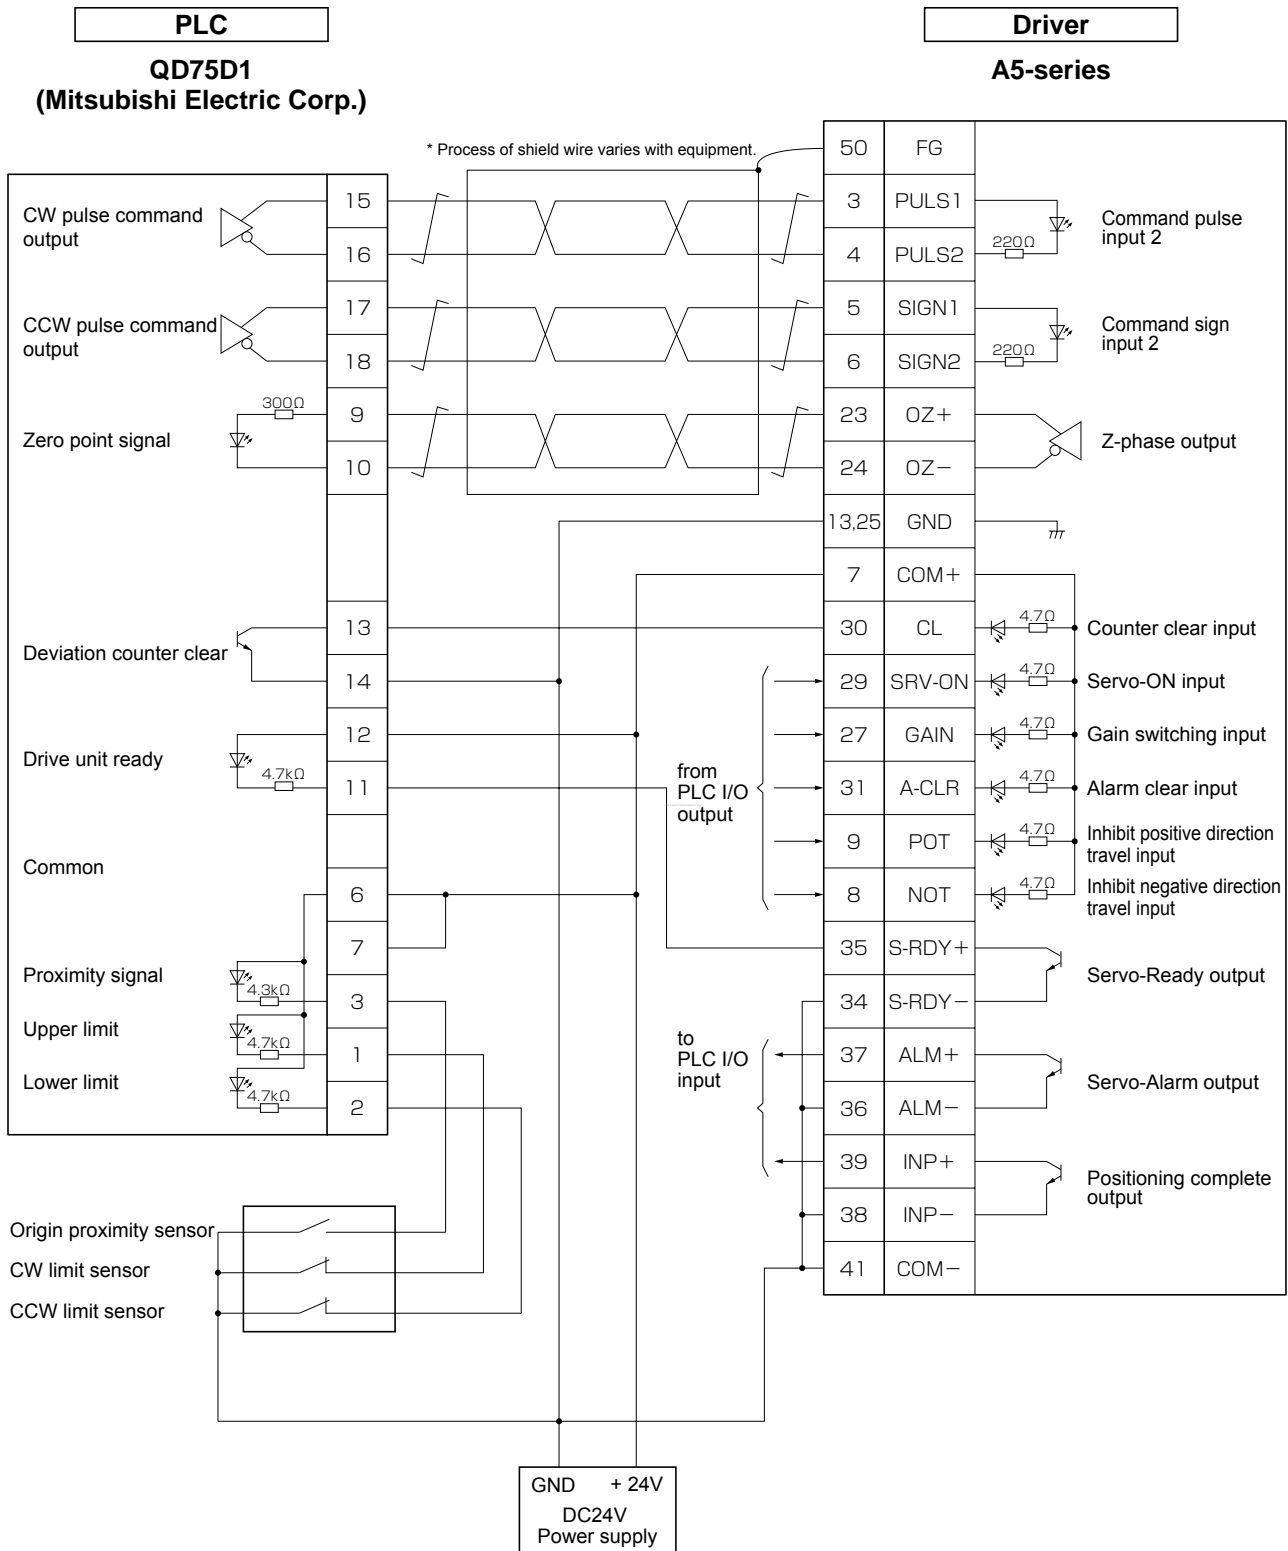 PLC
Driver
QD75D1
(Mitsubishi Electric Corp.)
A5-series
* Process of shield wire varies with equipment.
50 FG
CW pulse command
output
15
16
3 PULS1
4 PULS2
220Ω
Command pulse
input 2
CCW pulse command
output
17
18
5 SIGN1
6 SIGN2
220Ω
Command sign
input 2
Zero point signal
300Ω
9
10
23 OZ+
24 OZ−
Z-phase output
13,25 GND
7 COM+
Deviation counter clear
13
14
30 CL 4.7Ω Counter clear input
29 SRV-ON 4.7Ω Servo-ON input
Drive unit ready
4.7kΩ
12
11
from
PLC I/O
output
27 GAIN 4.7Ω Gain switching input
31 A-CLR 4.7Ω Alarm clear input
9 POT 4.7Ω Inhibit positive direction
travel input
8 NOT 4.7Ω Inhibit negative direction
travel input
Common
6
7
Proximity signal
4.3kΩ
3
Upper limit
4.7kΩ
1
Lower limit
4.7kΩ
2
35 S-RDY+
34 S-RDY−
Servo-Ready output
to
PLC I/O
input
37 ALM+
36 ALM−
Servo-Alarm output
39 INP+
38 INP−
Positioning complete
output
41 COM−
Origin proximity sensor
CW limit sensor
CCW limit sensor
GND + 24V
DC24V
Power supply